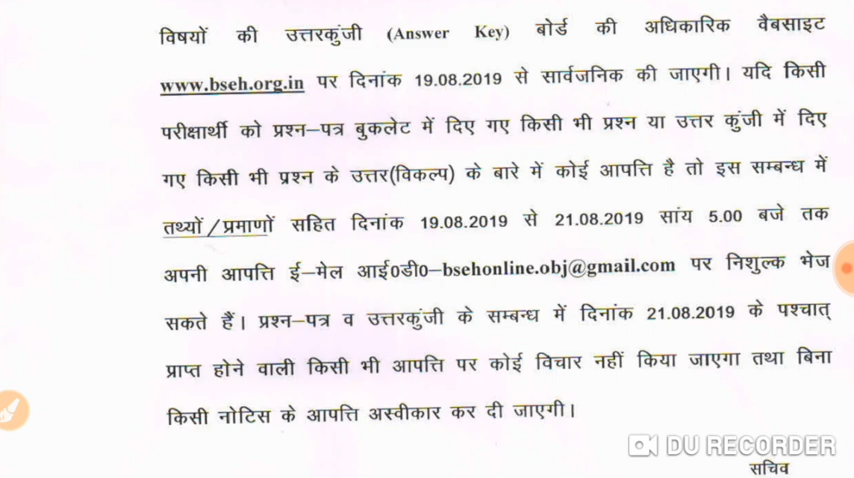 विषयों की उत्तरकुंजी (Answer Key) बोर्ड की अधिकारिक वैबसाइट
www.bseh.org.in पर दिनांक 19.08.2019 से सार्वजनिक की जाएगी। यदि किसी
परीक्षार्थी को प्रश्न–पत्र बुकलेट में दिए गए किसी भी प्रश्न या उत्तर कुंजी में दिए
गए किसी भी प्रश्न के उत्तर(विकल्प) के बारे में कोई आपत्ति है तो इस सम्बन्ध में
तथ्यों/प्रमाणों सहित दिनांक 19.08.2019 से 21.08.2019 सांय 5.00 बजे तक
अपनी आपत्ति ई–मेल आई0डी0–bsehonline.obj@gmail.com पर निशुल्क भेज
सकते हैं। प्रश्न–पत्र व उत्तरकुंजी के सम्बन्ध में दिनांक 21.08.2019 के पश्चात्
प्राप्त होने वाली किसी भी आपत्ति पर कोई विचार नहीं किया जाएगा तथा बिना
किसी नोटिस के आपत्ति अस्वीकार कर दी जाएगी।
DU RECORDER
सचिव